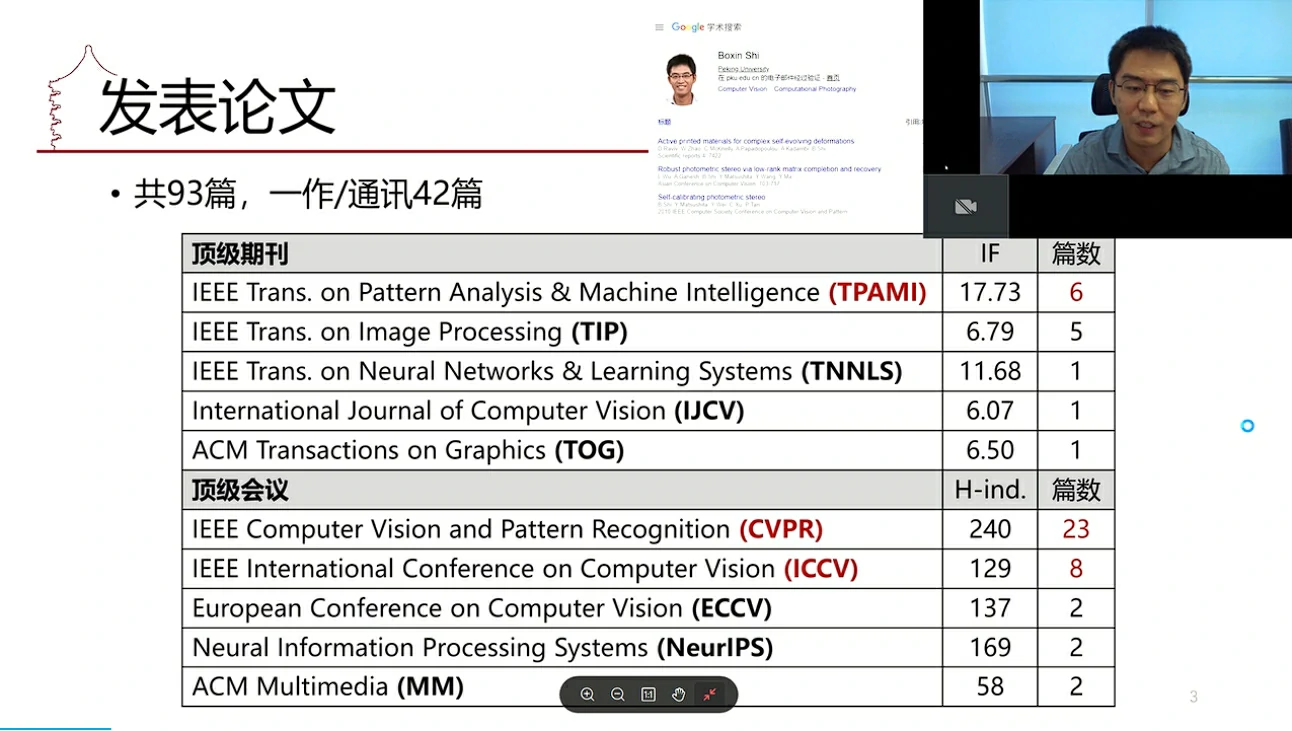 发表论文
Google 学术搜索
Boxin Shi
Peking University
在 pku.edu.cn 的电子邮件经过验证 - 首页
Computer Vision Computational Photography
标题
引用
Active printed materials for complex self-evolving deformations
Scientific reports 4, 7422
Robust photometric stereo via low-rank matrix completion and recovery
Asian Conference on Computer Vision, 703-717
Self-calibrating photometric stereo
2010 IEEE Computer Society Conference on Computer Vision and Pattern
• 共93篇，一作/通讯42篇
顶级期刊 IF 篇数
IEEE Trans. on Pattern Analysis & Machine Intelligence (TPAMI) 17.73 6
IEEE Trans. on Image Processing (TIP) 6.79 5
IEEE Trans. on Neural Networks & Learning Systems (TNNLS) 11.68 1
International Journal of Computer Vision (IJCV) 6.07 1
ACM Transactions on Graphics (TOG) 6.50 1
顶级会议 H-ind. 篇数
IEEE Computer Vision and Pattern Recognition (CVPR) 240 23
IEEE International Conference on Computer Vision (ICCV) 129 8
European Conference on Computer Vision (ECCV) 137 2
Neural Information Processing Systems (NeurIPS) 169 2
ACM Multimedia (MM) 58 2
1:1
3